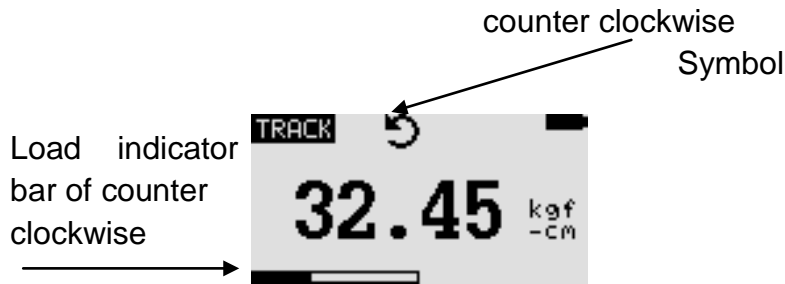 counter clockwise
Symbol
TRACK
Load indicator
bar of counter
clockwise
32.45
kgf
-cm